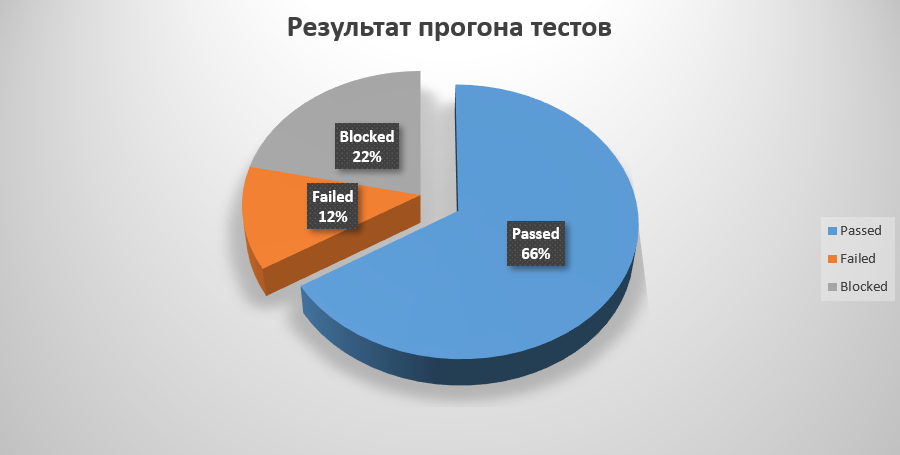 Результат прогона тестов
Blocked
22%
Failed
12%
Passed
66%
Passed
Failed
Blocked